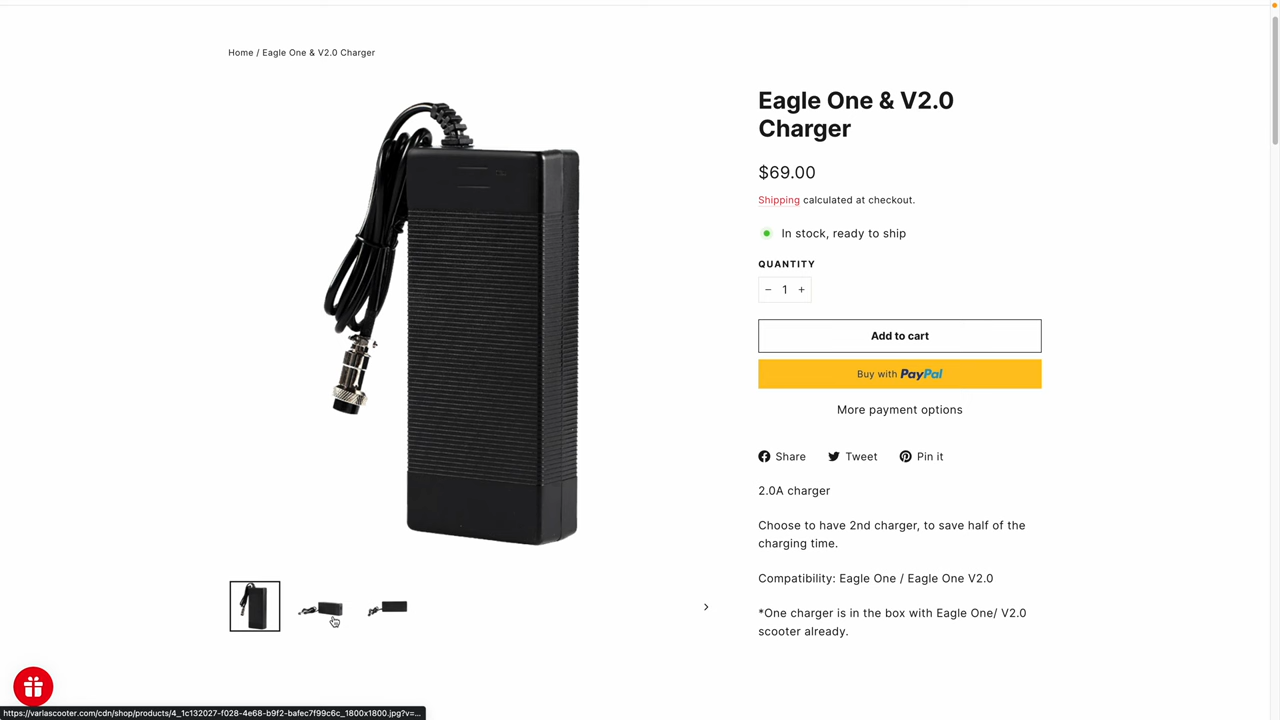 Home / Eagle One & V2.0 Charger
Eagle One & V2.0
Charger
$69.00
Shipping calculated at checkout.
In stock, ready to ship
QUANTITY
− 1 +
Add to cart
Buy with PayPal
More payment options
Share Tweet Pin it
2.0A charger
Choose to have 2nd charger, to save half of the
charging time.
Compatibility: Eagle One / Eagle One V2.0
*One charger is in the box with Eagle One/ V2.0
scooter already.
https://varlascooter.com/cdn/shop/products/4_1c132027-f028-4e68-b9f2-bafec7f99c6c_1800x1800.jpg?v=...